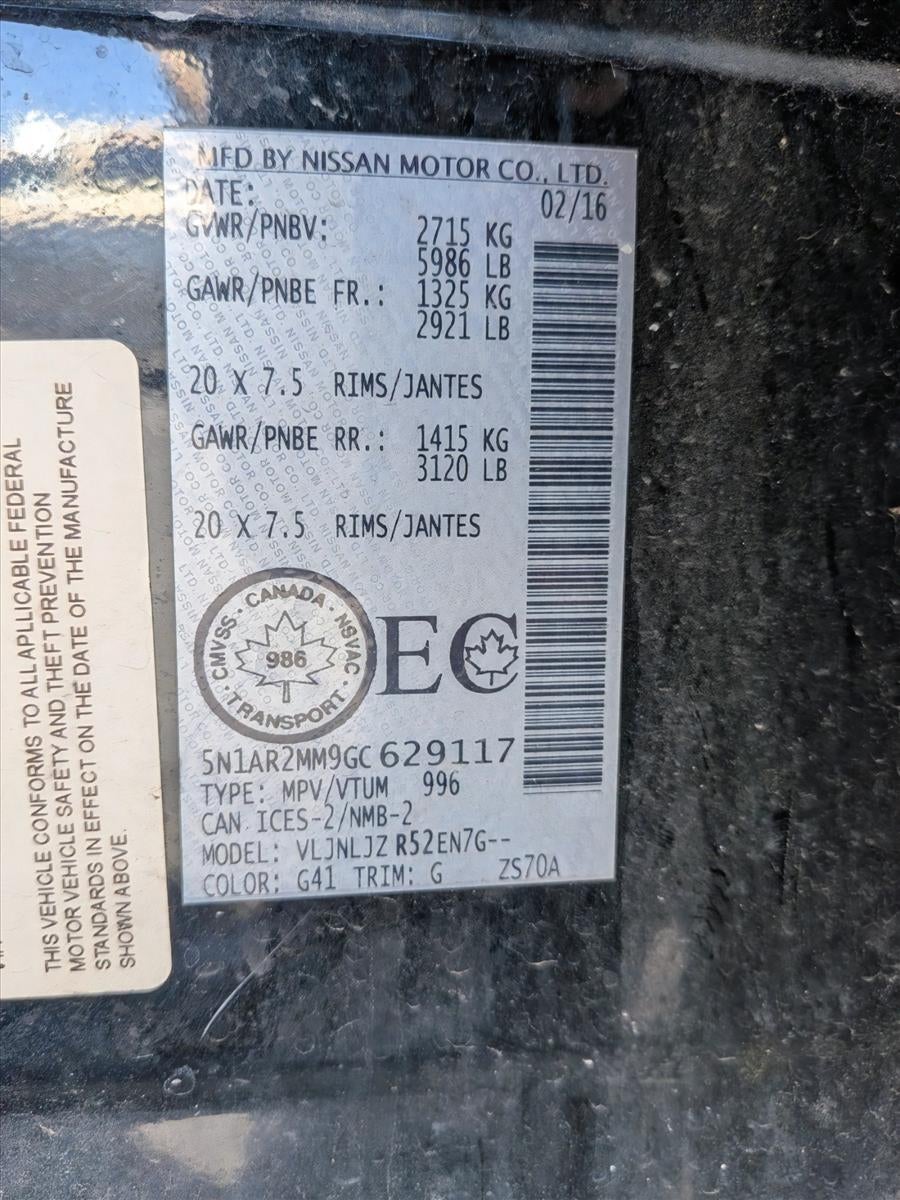 MFD BY NISSAN MOTOR CO., LTD.
DATE: 02/16
GVWR/PNBV: 2715 KG
5986 LB
GAWR/PNBE FR.: 1325 KG
2921 LB
20 X 7.5 RIMS/JANTES
GAWR/PNBE RR.: 1415 KG
3120 LB
20 X 7.5 RIMS/JANTES
CANADA · NSVAC · TRANSPORT · CMVSS ·
986
EC
5N1AR2MM9GC629117
TYPE: MPV/VTUM 996
CAN ICES-2/NMB-2
MODEL: VLJNLJZ R52EN7G--
COLOR: G41 TRIM: G ZS70A
THIS VEHICLE CONFORMS TO ALL APLLICABLE FEDERAL
MOTOR VEHICLE SAFETY AND THEFT PREVENTION
STANDARDS IN EFFECT ON THE DATE OF THE MANUFACTURE
SHOWN ABOVE.